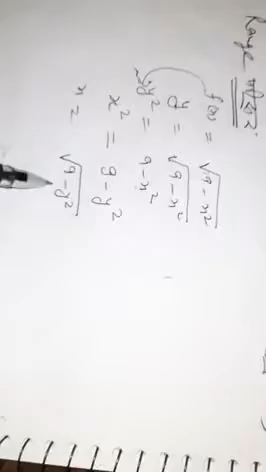 Range
f(x) = √9 - x²
y = √9 - x²
y² = 9 - x²
x² = 9 - y²
x = √9 - y²